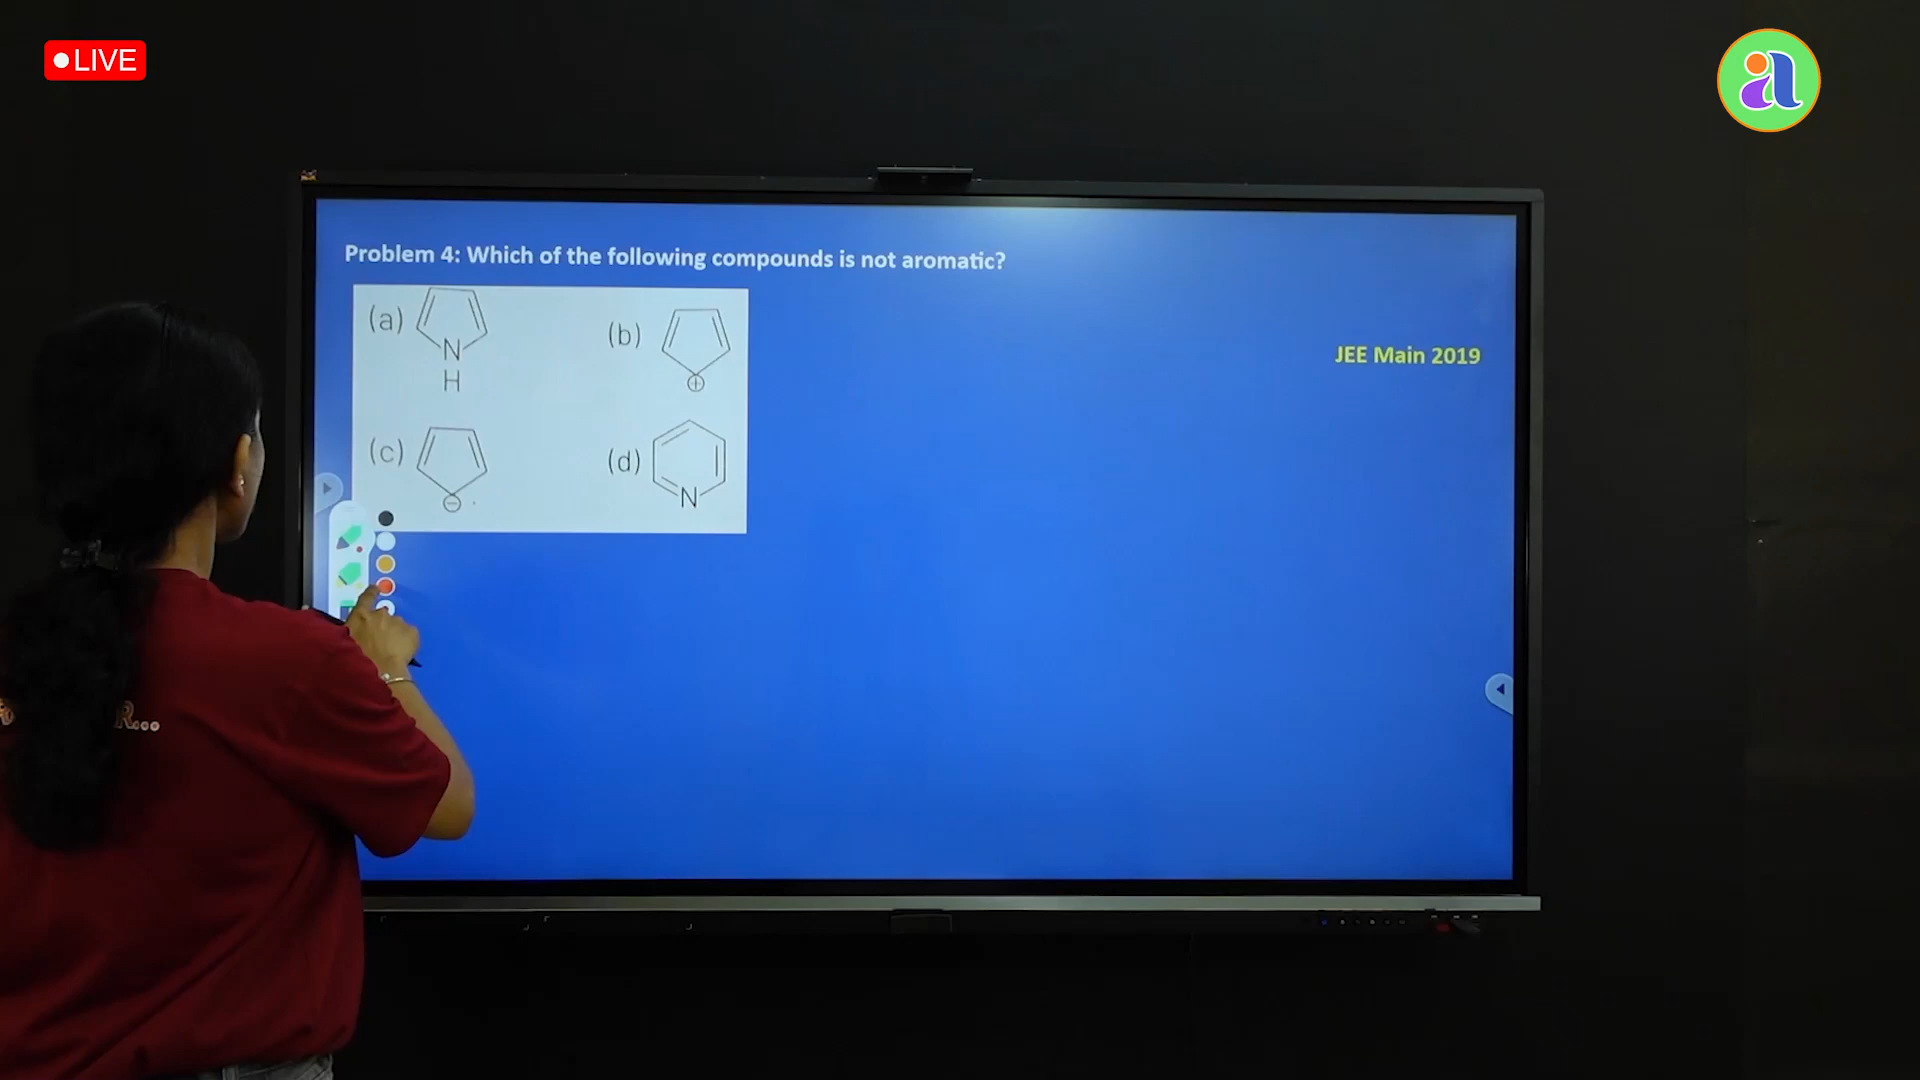 LIVE
a
Problem 4: Which of the following compounds is not aromatic?
(a)
N
H
(b)
JEE Main 2019
(c)
(d)
N
R...